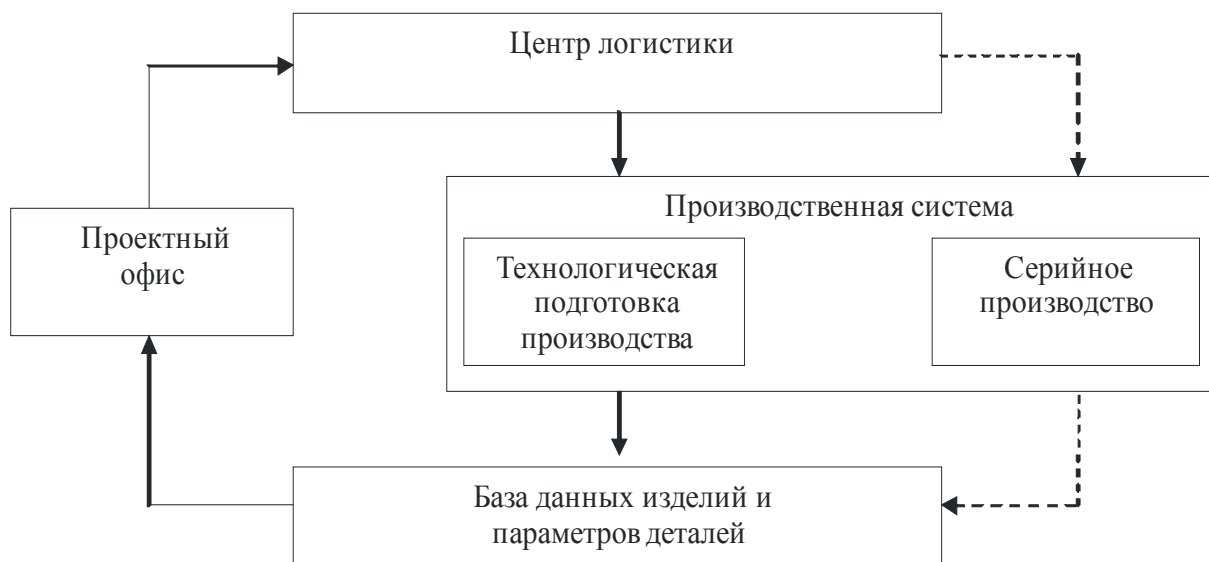 Центр логистики
Производственная система
Проектный
офис
Технологическая
подготовка
производства
Серийное
производство
База данных изделий и
параметров деталей